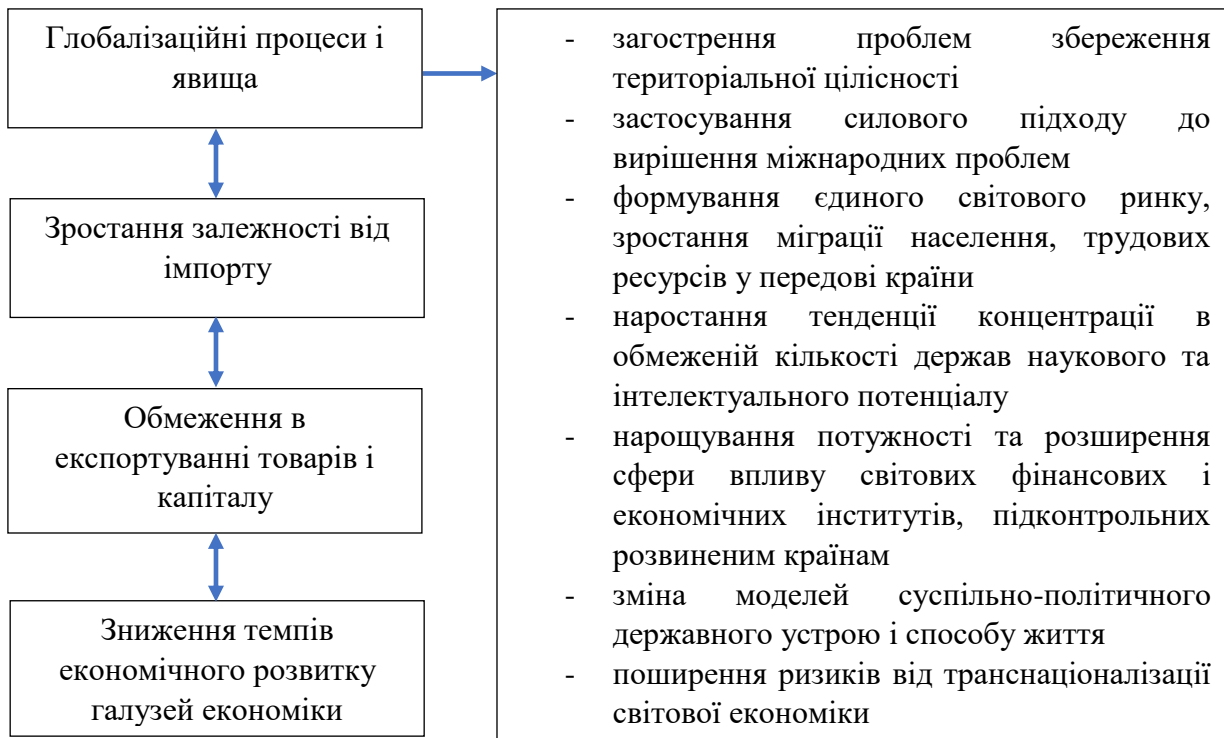 Глобалізаційні процеси і
явища
Зростання залежності від
імпорту
Обмеження в
експортуванні товарів і
капіталу
Зниження темпів
економічного розвитку
галузей економіки
- загострення проблем збереження
територіальної цілісності
- застосування силового підходу до
вирішення міжнародних проблем
- формування єдиного світового ринку,
зростання міграції населення, трудових
ресурсів у передові країни
- наростання тенденції концентрації в
обмеженій кількості держав наукового та
інтелектуального потенціалу
- нарощування потужності та розширення
сфери впливу світових фінансових і
економічних інститутів, підконтрольних
розвиненим країнам
- зміна моделей суспільно-політичного
державного устрою і способу життя
- поширення ризиків від транснаціоналізації
світової економіки